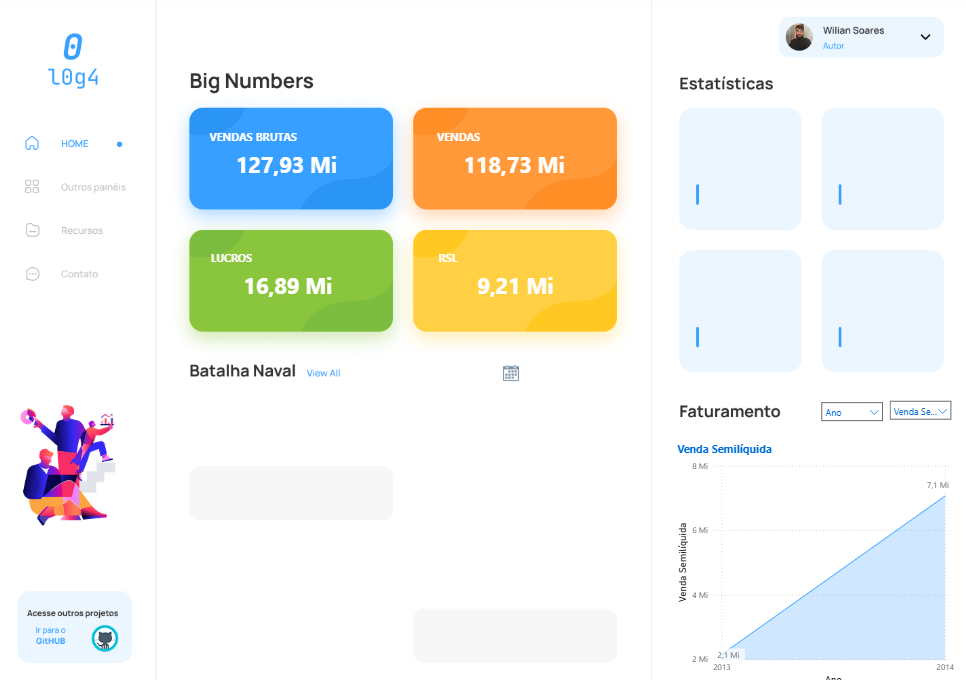 l0g4
HOME
Outros painéis
Recursos
Contato
Acesse outros projetos
Ir para o
GitHUB
Big Numbers
VENDAS BRUTAS
127,93 Mi
VENDAS
118,73 Mi
LUCROS
16,89 Mi
RSL
9,21 Mi
Batalha Naval View All
Wilian Soares
Autor
Estatísticas
Faturamento
Ano
Venda Se...
Venda Semilíquida
8 Mi
6 Mi
4 Mi
2 Mi
Venda Semilíquida
7,1 Mi
2,1 Mi
2013
2014
Ano